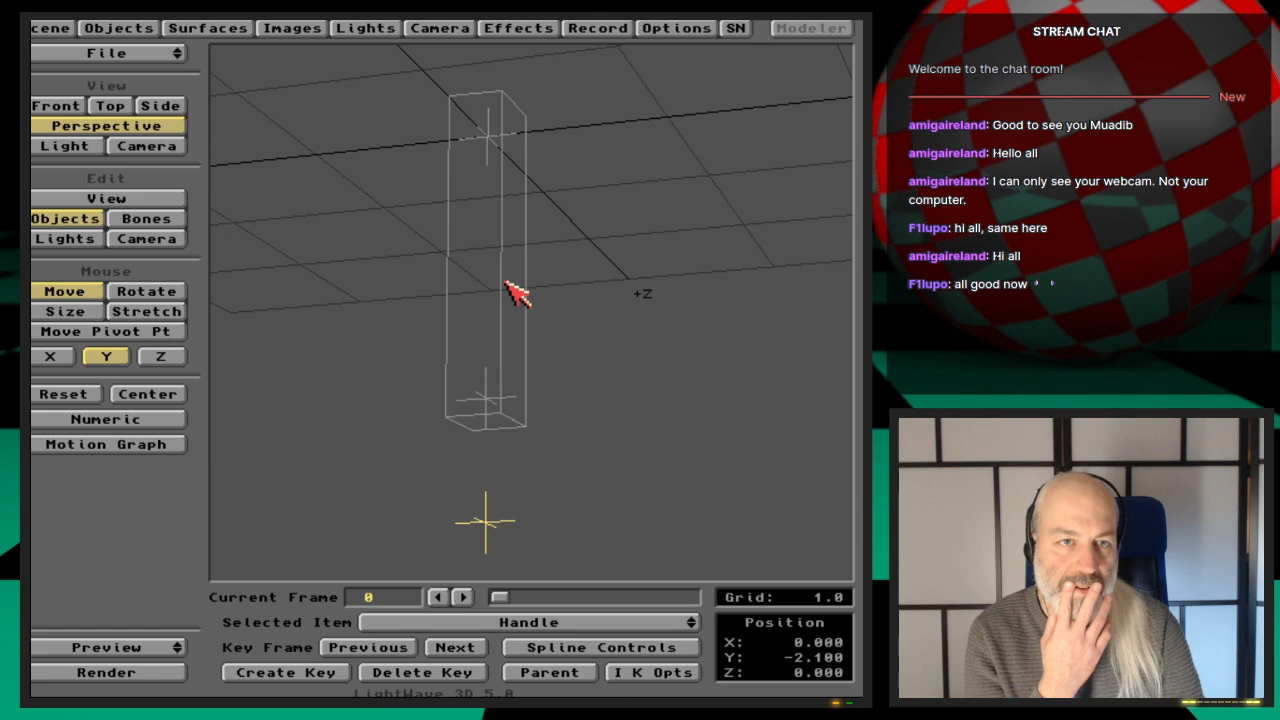 cene Objects Surfaces Images Lights Camera Effects Record Options SN Modeler
File
View
Front Top Side
Perspective
Light Camera
Edit
View
Objects Bones
Lights Camera
Mouse
Move Rotate
Size Stretch
Move Pivot Pt
X Y Z
Reset Center
Numeric
Motion Graph
Preview
Render
+Z
Current Frame 0
Grid: 1.0
Selected Item Handle
Key Frame Previous Next Spline Controls
Create Key Delete Key Parent I K Opts
Position
X: 0.000
Y: -2.100
Z: 0.000
LightWave 3D 5.0
STREAM CHAT
Welcome to the chat room!
New
amigaireland: Good to see you Muadib
amigaireland: Hello all
amigaireland: I can only see your webcam. Not your
computer.
F1lupo: hi all, same here
amigaireland: Hi all
F1lupo: all good now